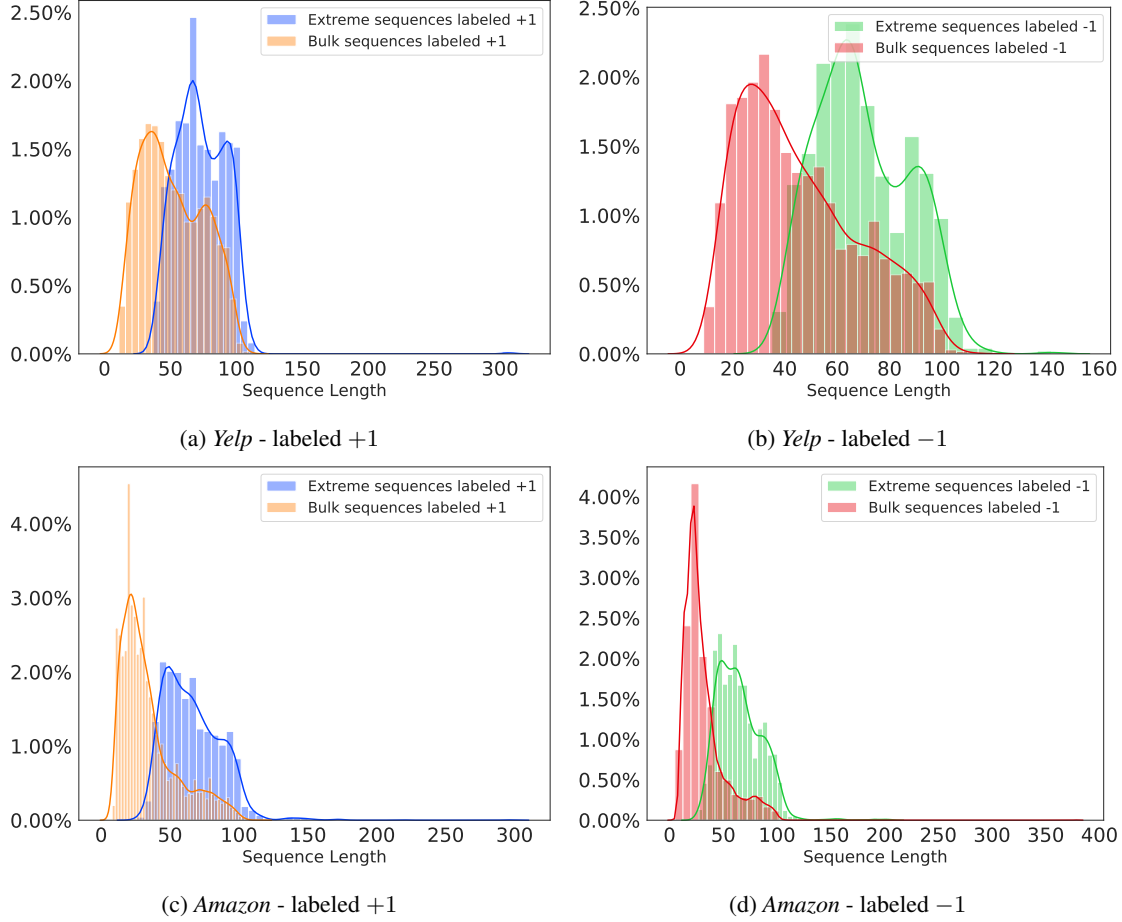 2.50%
2.00%
1.50%
1.00%
0.50%
0.00%
Extreme sequences labeled +1
Bulk sequences labeled +1
0 50 100 150 200 250 300
Sequence Length
(a) Yelp - labeled +1
2.50%
2.00%
1.50%
1.00%
0.50%
0.00%
Extreme sequences labeled -1
Bulk sequences labeled -1
0 20 40 60 80 100 120 140 160
Sequence Length
(b) Yelp - labeled −1
4.00%
3.00%
2.00%
1.00%
0.00%
Extreme sequences labeled +1
Bulk sequences labeled +1
0 50 100 150 200 250 300
Sequence Length
(c) Amazon - labeled +1
4.00%
3.50%
3.00%
2.50%
2.00%
1.50%
1.00%
0.50%
0.00%
Extreme sequences labeled -1
Bulk sequences labeled -1
0 50 100 150 200 250 300 350 400
Sequence Length
(d) Amazon - labeled −1